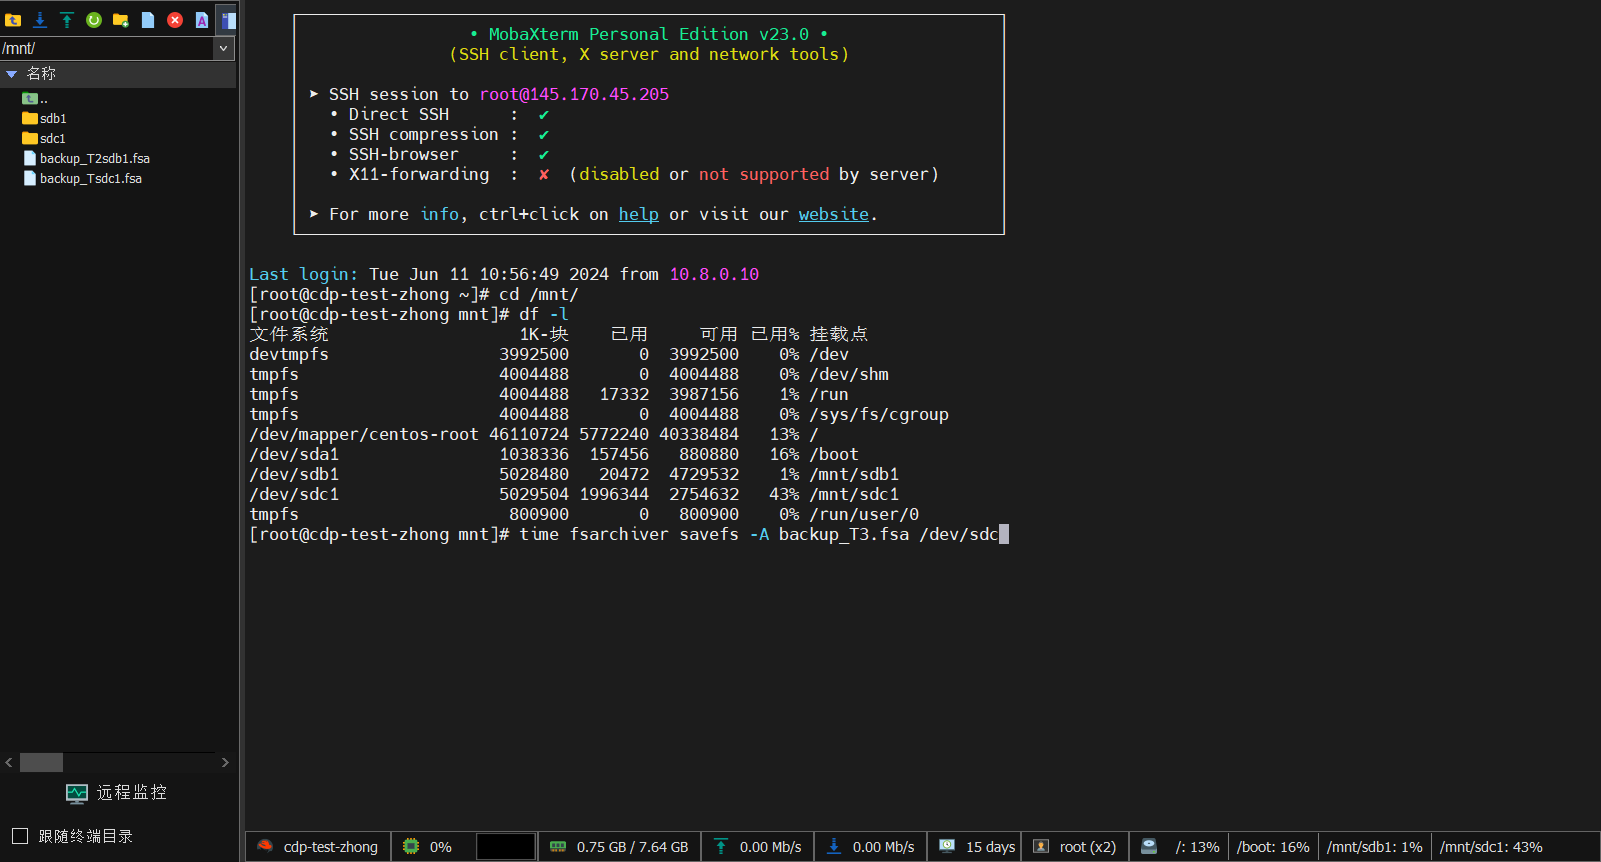 /mnt/
名称
..
sdb1
sdc1
backup_T2sdb1.fsa
backup_Tsdc1.fsa
远程监控
跟随终端目录
• MobaXterm Personal Edition v23.0 •
(SSH client, X server and network tools)
➤ SSH session to root@145.170.45.205
• Direct SSH : ✔
• SSH compression : ✔
• SSH-browser : ✔
• X11-forwarding : ✘ (disabled or not supported by server)
➤ For more info, ctrl+click on help or visit our website.
Last login: Tue Jun 11 10:56:49 2024 from 10.8.0.10
[root@cdp-test-zhong ~]# cd /mnt/
[root@cdp-test-zhong mnt]# df -l
文件系统 1K-块 已用 可用 已用% 挂载点
devtmpfs 3992500 0 3992500 0% /dev
tmpfs 4004488 0 4004488 0% /dev/shm
tmpfs 4004488 17332 3987156 1% /run
tmpfs 4004488 0 4004488 0% /sys/fs/cgroup
/dev/mapper/centos-root 46110724 5772240 40338484 13% /
/dev/sda1 1038336 157456 880880 16% /boot
/dev/sdb1 5028480 20472 4729532 1% /mnt/sdb1
/dev/sdc1 5029504 1996344 2754632 43% /mnt/sdc1
tmpfs 800900 0 800900 0% /run/user/0
[root@cdp-test-zhong mnt]# time fsarchiver savefs -A backup_T3.fsa /dev/sdc
cdp-test-zhong 0% 0.75 GB / 7.64 GB 0.00 Mb/s 0.00 Mb/s 15 days root (x2) /: 13% /boot: 16% /mnt/sdb1: 1% /mnt/sdc1: 43%